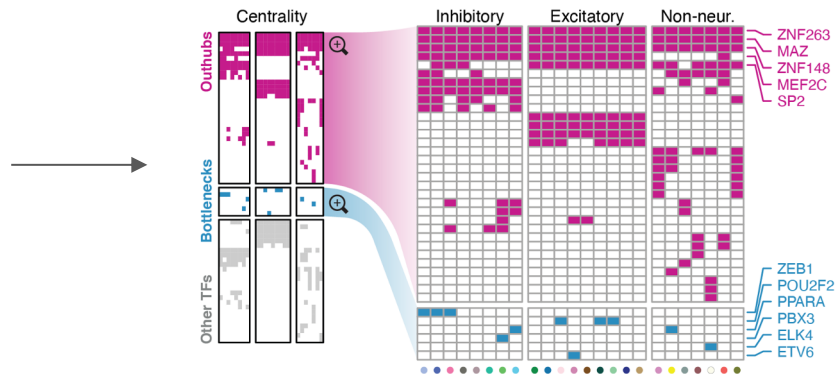 Centrality
Outhubs
Bottlenecks
Other TFs
Inhibitory
Excitatory
Non-neur.
ZNF263
MAZ
ZNF148
MEF2C
SP2
ZEB1
POU2F2
PPARA
PBX3
ELK4
ETV6